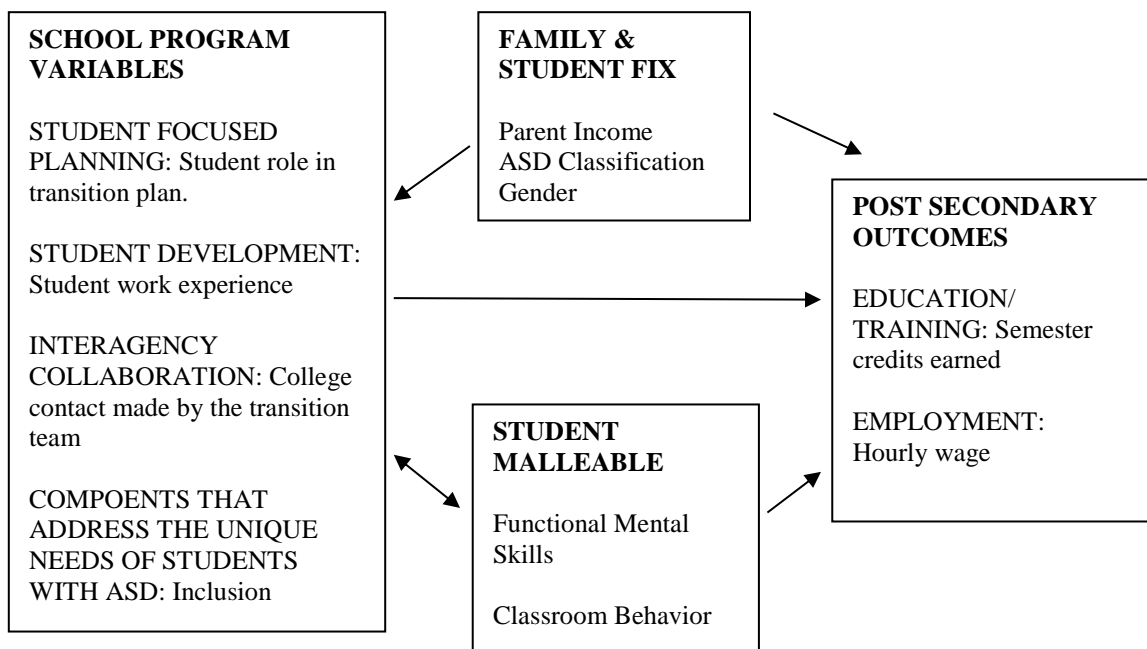 SCHOOL PROGRAM
VARIABLES
STUDENT FOCUSED
PLANNING: Student role in
transition plan.
STUDENT DEVELOPMENT:
Student work experience
INTERAGENCY
COLLABORATION: College
contact made by the transition
team
COMPOENTS THAT
ADDRESS THE UNIQUE
NEEDS OF STUDENTS
WITH ASD: Inclusion
FAMILY &
STUDENT FIX
Parent Income
ASD Classification
Gender
STUDENT
MALLEABLE
Functional Mental
Skills
Classroom Behavior
POST SECONDARY
OUTCOMES
EDUCATION/
TRAINING: Semester
credits earned
EMPLOYMENT:
Hourly wage